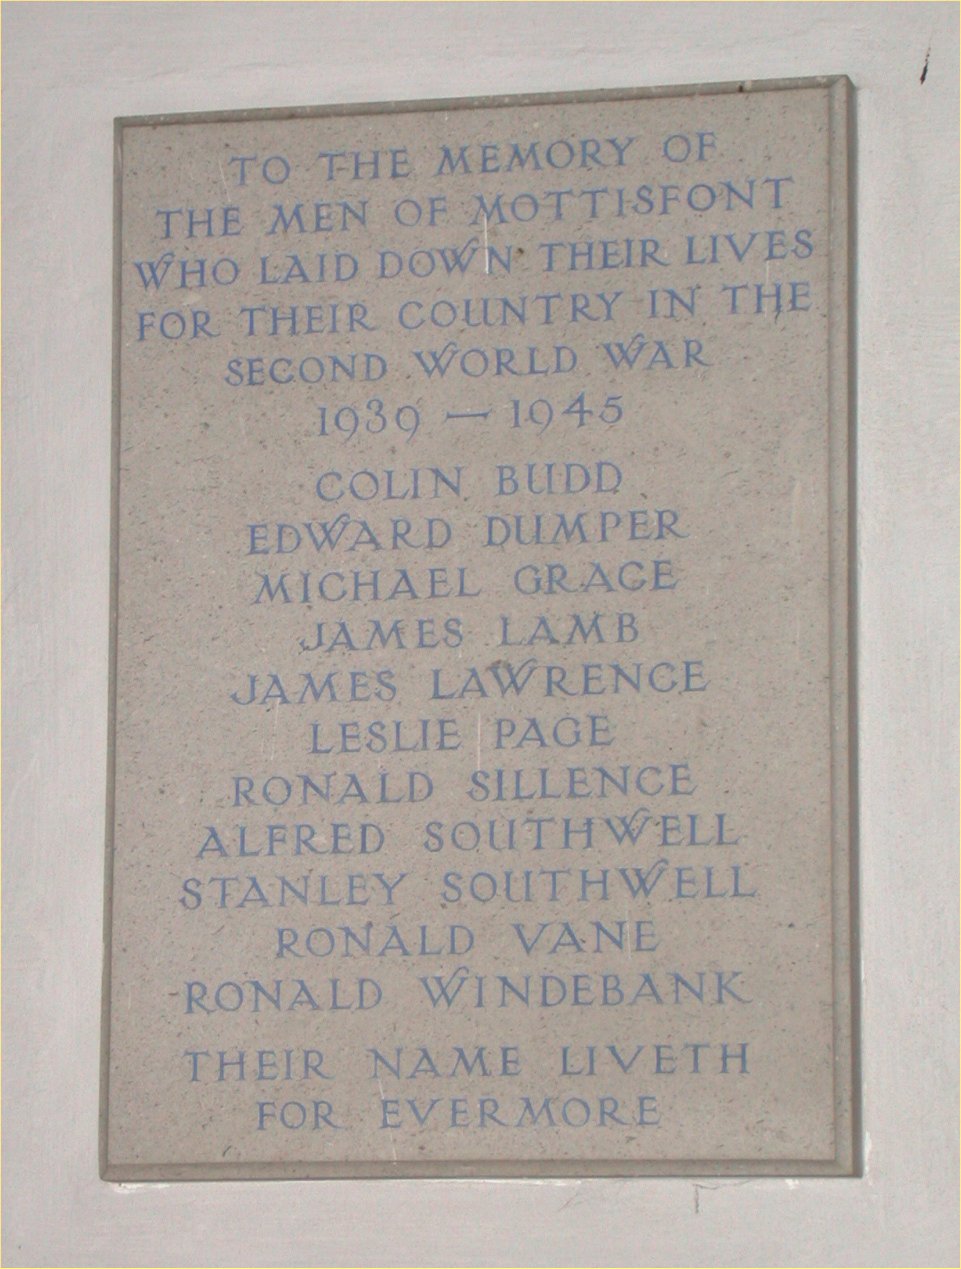 TO THE MEMORY OF
THE MEN OF MOTTISFONT
WHO LAID DOWN THEIR LIVES
FOR THEIR COUNTRY IN THE
SECOND WORLD WAR
1939 — 1945
COLIN BUDD
EDWARD DUMPER
MICHAEL GRACE
JAMES LAMB
JAMES LAWRENCE
LESLIE PAGE
RONALD SILLENCE
ALFRED SOUTHWELL
STANLEY SOUTHWELL
RONALD VANE
RONALD WINDEBANK
THEIR NAME LIVETH
FOR EVERMORE